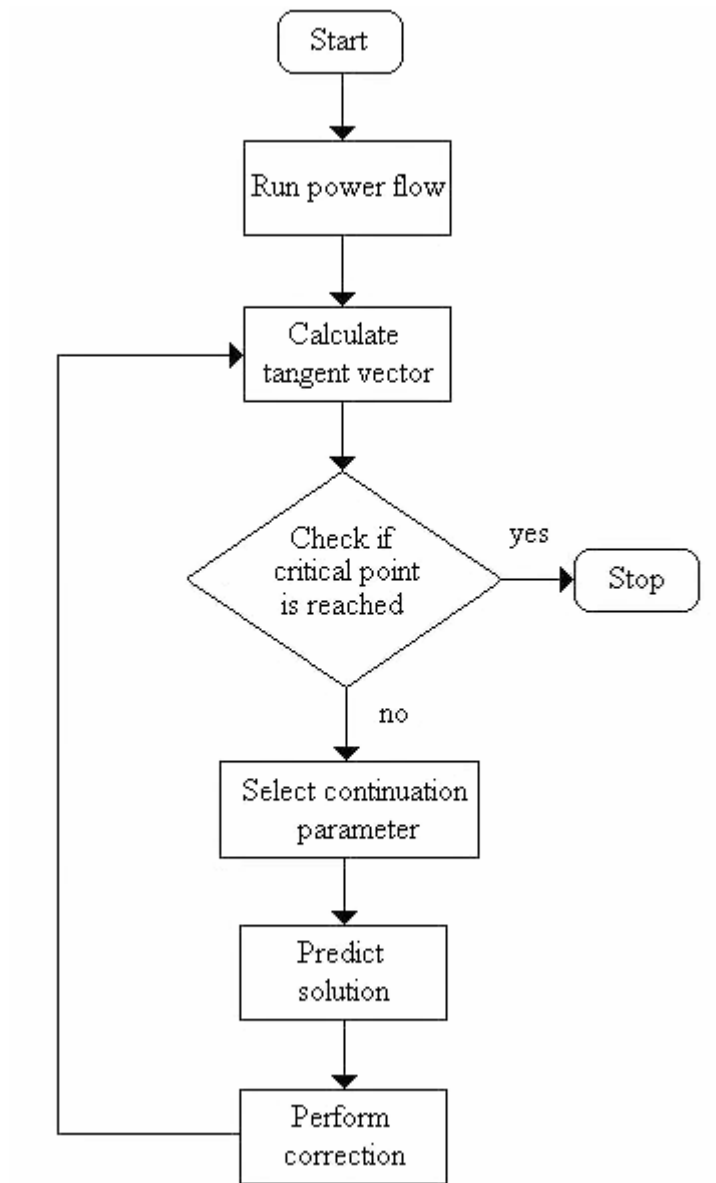 Start
Run power flow
Calculate
tangent vector
Check if
critical point
is reached
yes
Stop
no
Select continuation
parameter
Predict
solution
Perform
correction